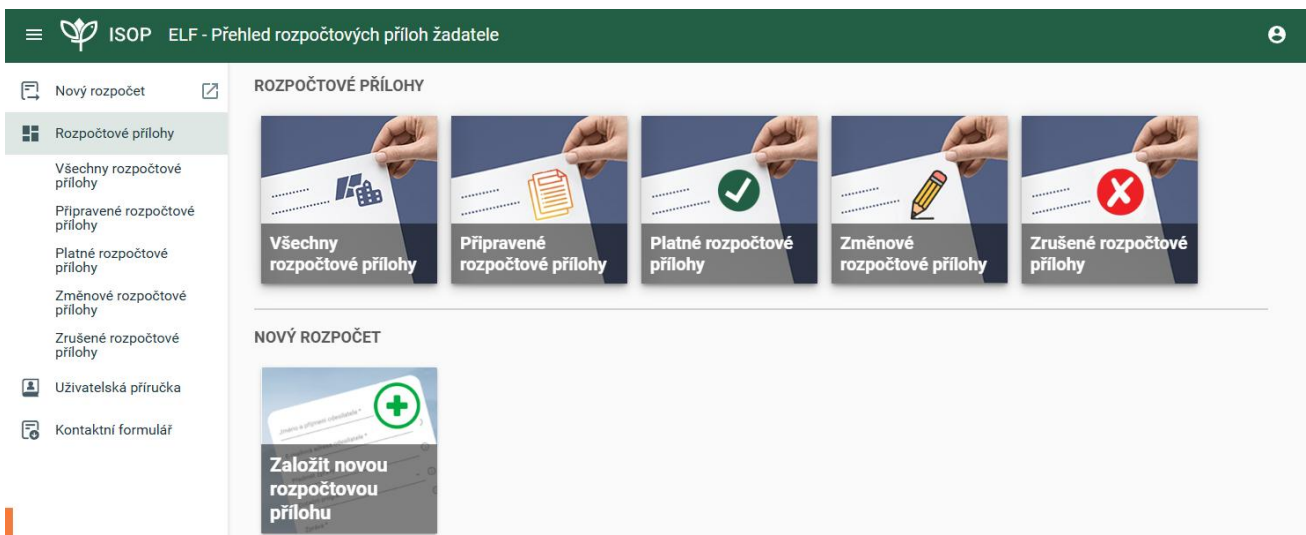 ISOP ELF - Přehled rozpočtových příloh žadatele
Nový rozpočet
Rozpočtové přílohy
Všechny rozpočtové
přílohy
Připravené rozpočtové
přílohy
Platné rozpočtové
přílohy
Změnové rozpočtové
přílohy
Zrušené rozpočtové
přílohy
Uživatelská příručka
Kontaktní formulář
ROZPOČTOVÉ PŘÍLOHY
Všechny
rozpočtové přílohy
Připravené
rozpočtové přílohy
Platné rozpočtové
přílohy
Změnové
rozpočtové přílohy
Zrušené rozpočtové
přílohy
NOVÝ ROZPOČET
Založit novou
rozpočtovou
přílohu